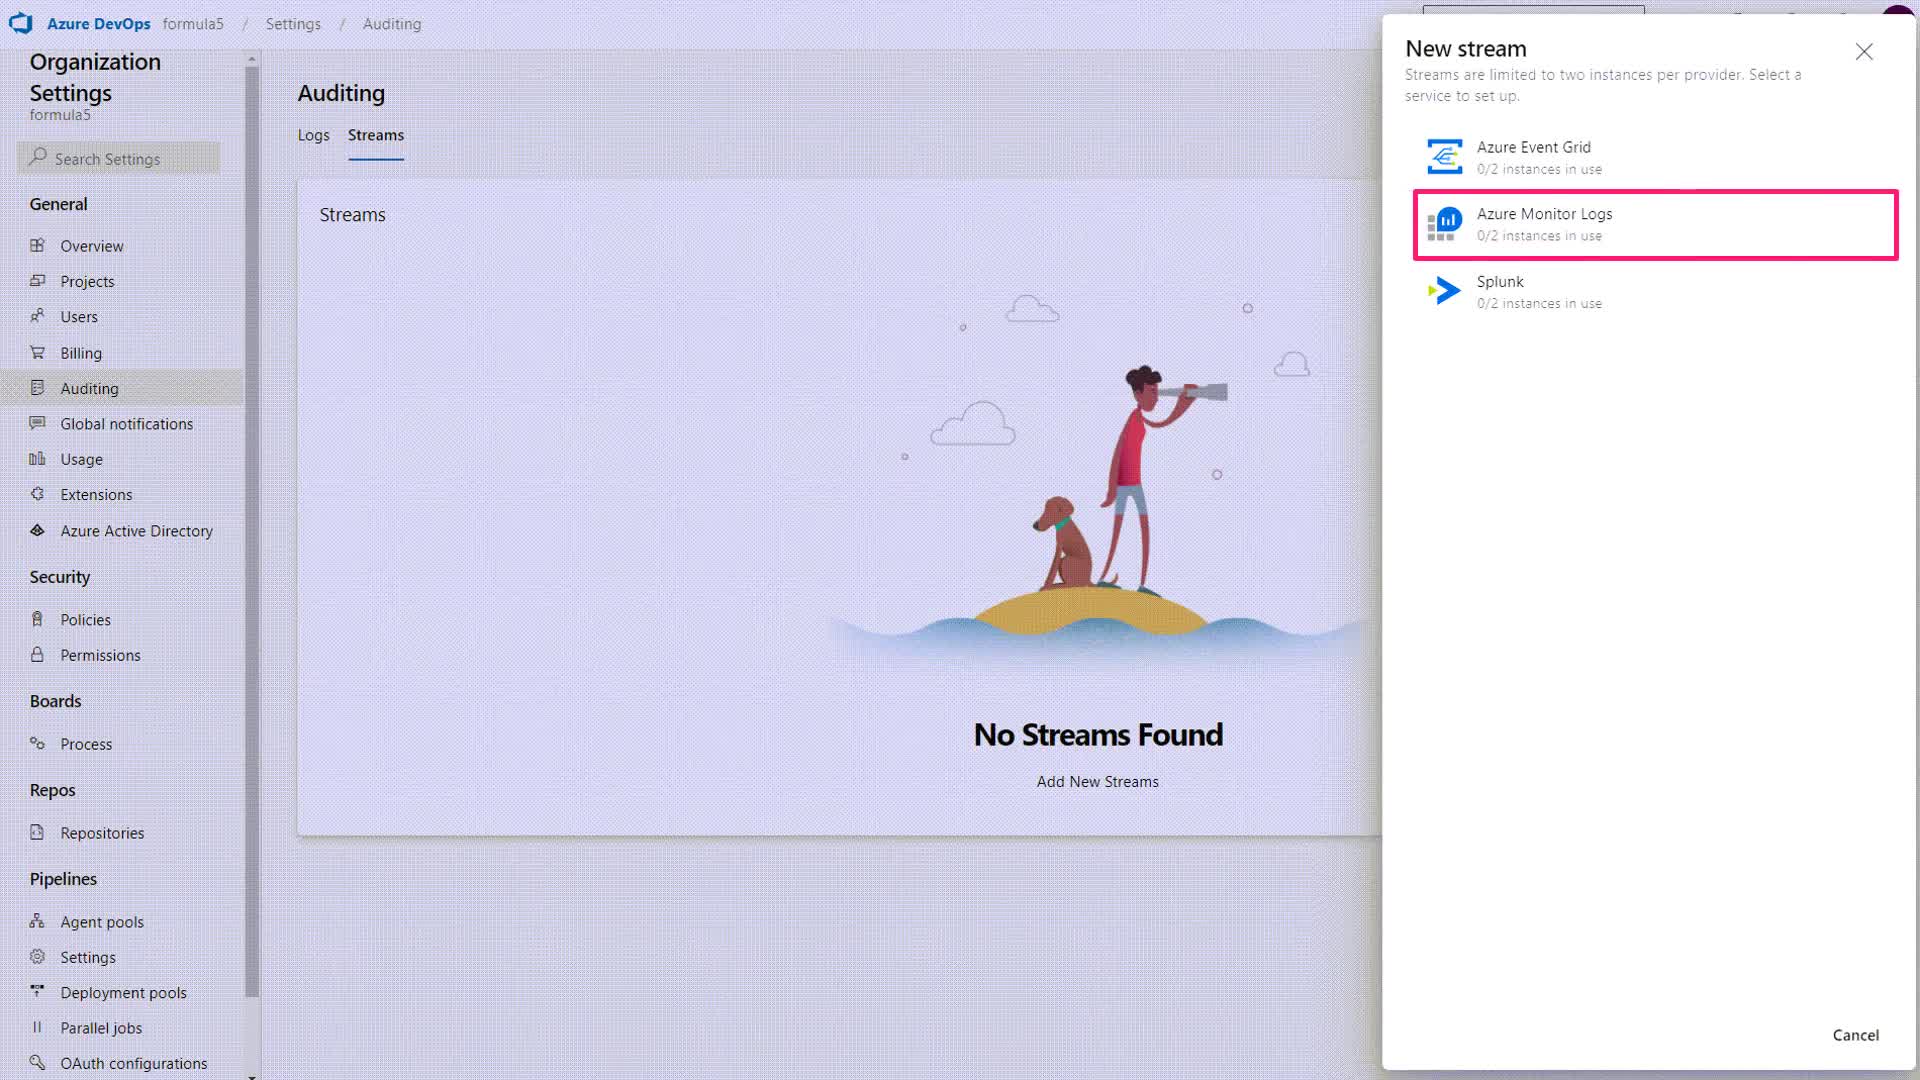 Azure DevOps formula5 / Settings / Auditing
Organization
Settings
formula5
Search Settings
General
Overview
Projects
Users
Billing
Auditing
Global notifications
Usage
Extensions
Azure Active Directory
Security
Policies
Permissions
Boards
Process
Repos
Repositories
Pipelines
Agent pools
Settings
Deployment pools
Parallel jobs
OAuth configurations
Auditing
Logs Streams
Streams
No Streams Found
Add New Streams
New stream
Streams are limited to two instances per provider. Select a
service to set up.
Azure Event Grid
0/2 instances in use
Azure Monitor Logs
0/2 instances in use
Splunk
0/2 instances in use
Cancel